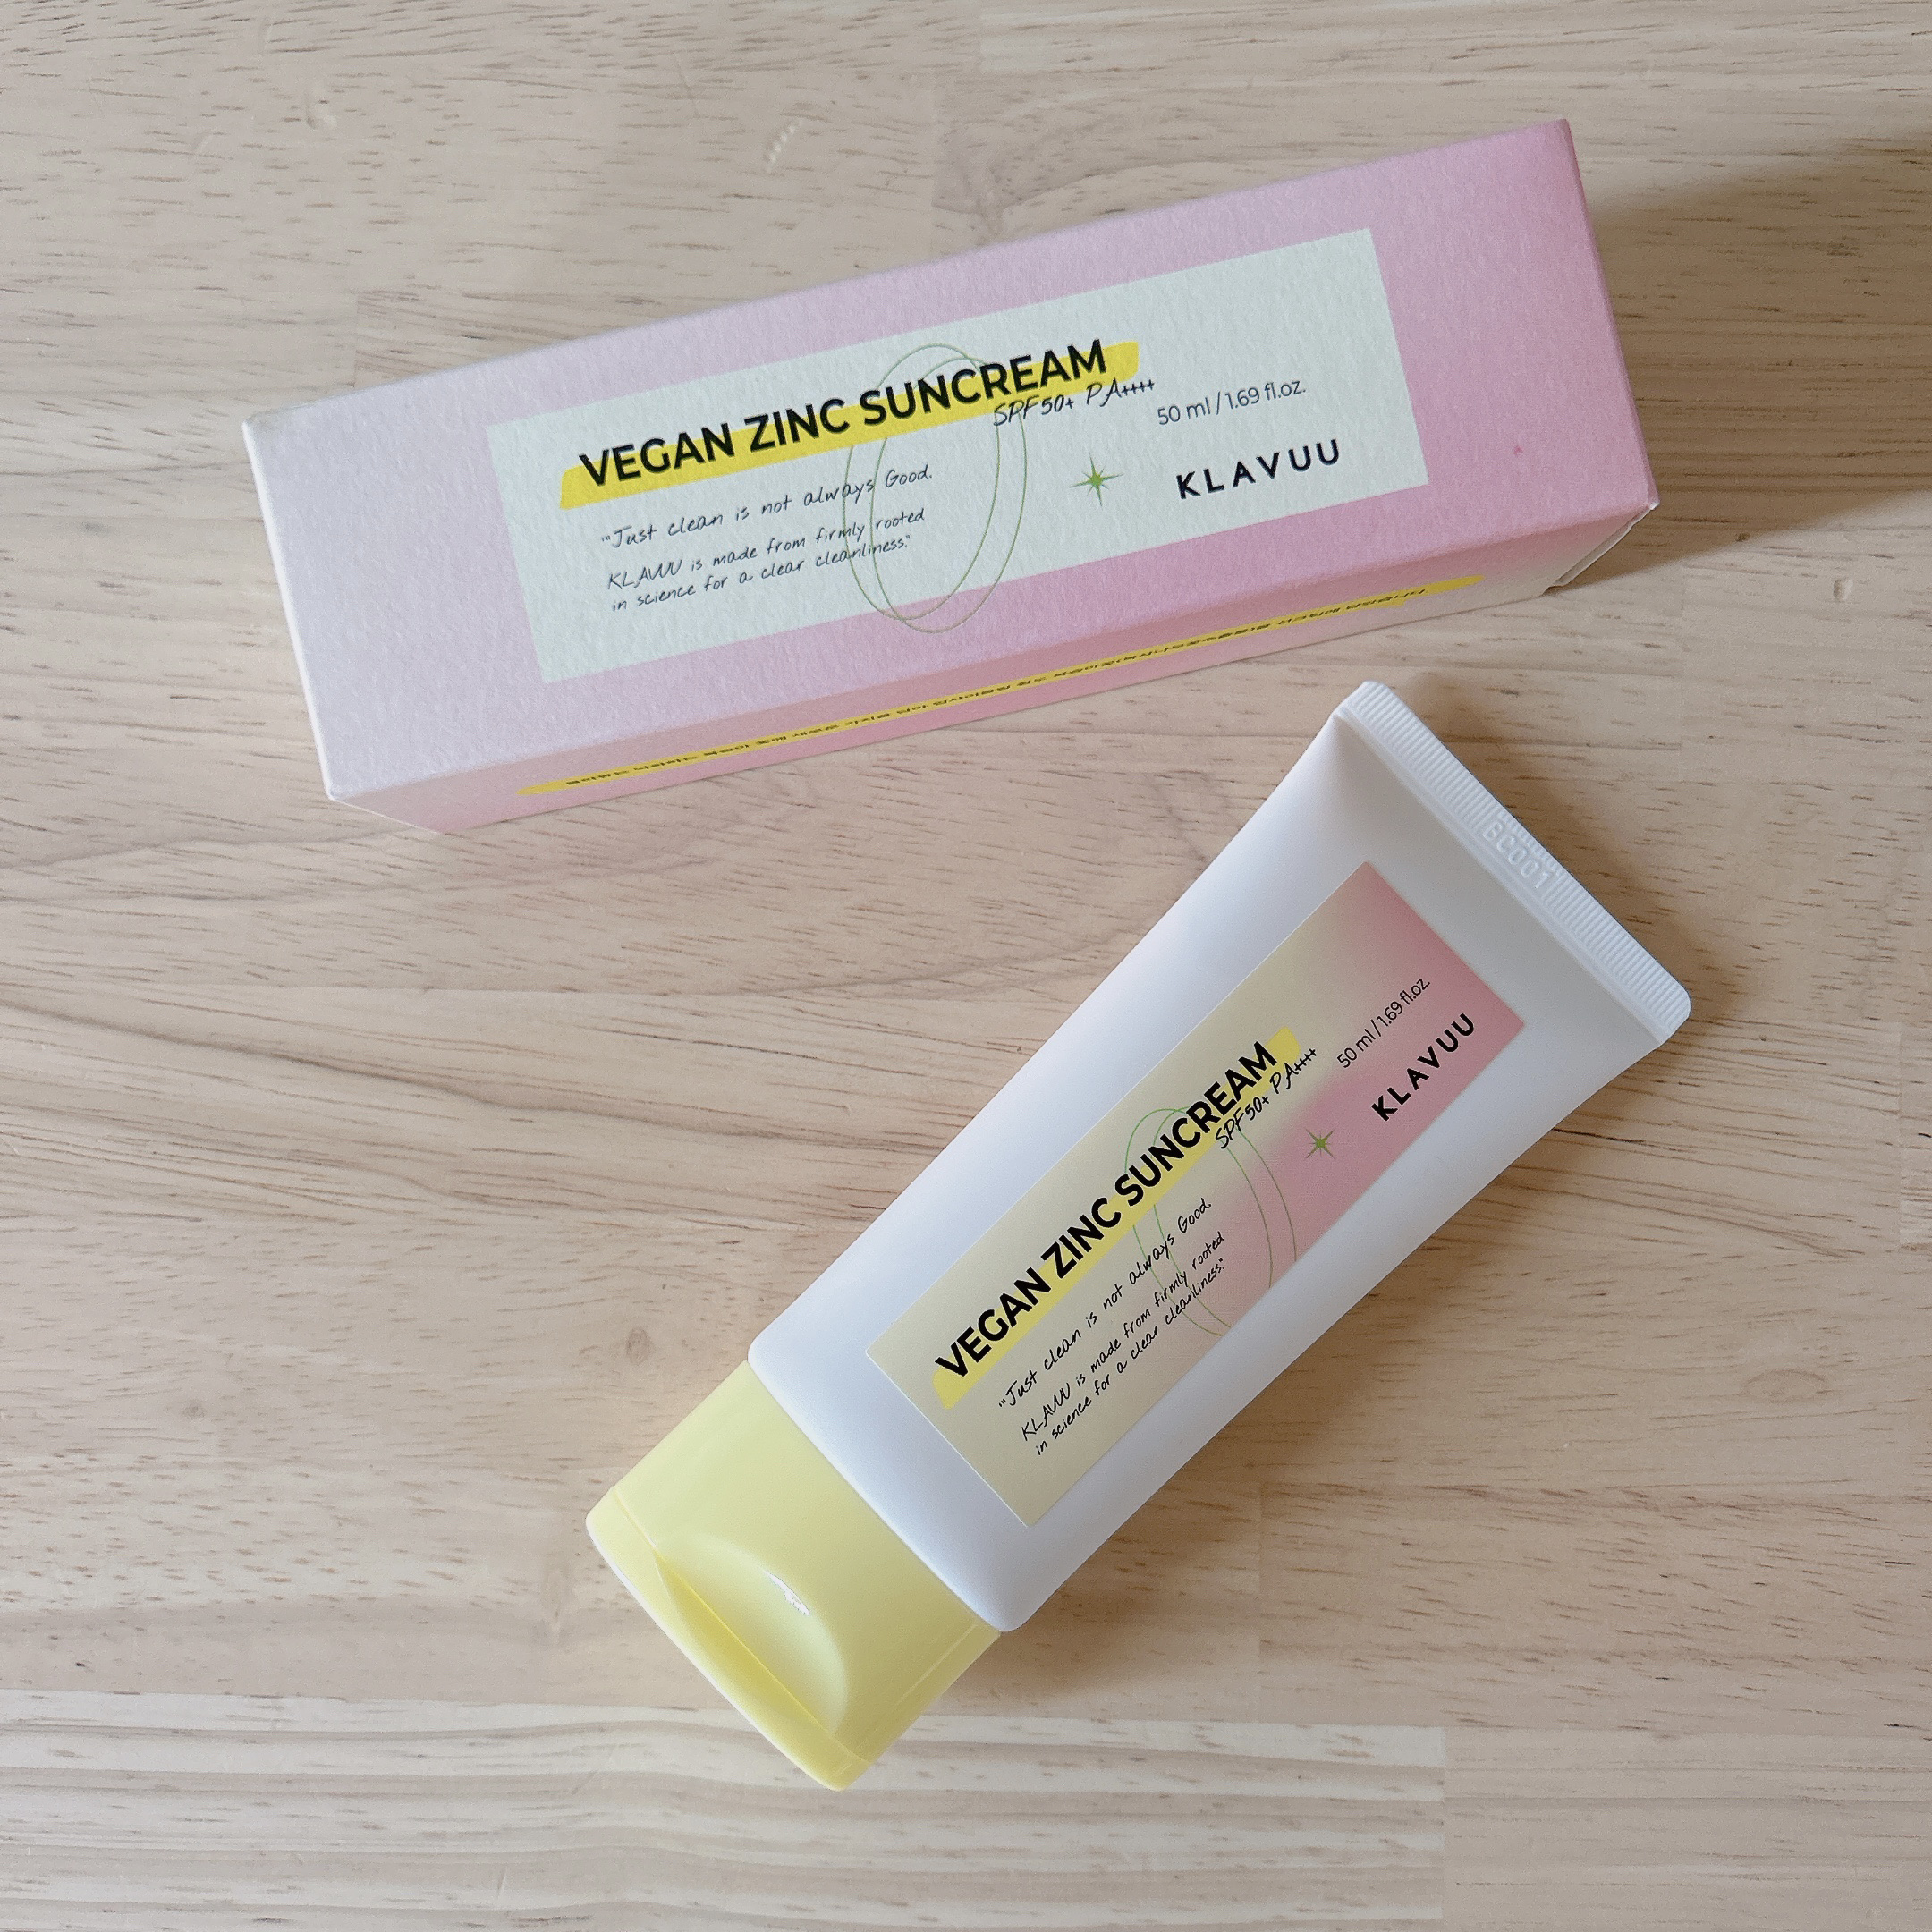 VEGAN ZINC SUNCREAM
SPF50+ PA++++
50 ml / 1.69 fl.oz.
"Just clean is not always Good.
KLAVUU is made from firmly rooted
in science for a clear cleanliness."
KLAVUU
BC001
VEGAN ZINC SUNCREAM
SPF50+ PA++++
50 ml / 1.69 fl.oz.
"Just clean is not always Good.
KLAVUU is made from firmly rooted
in science for a clear cleanliness."
KLAVUU